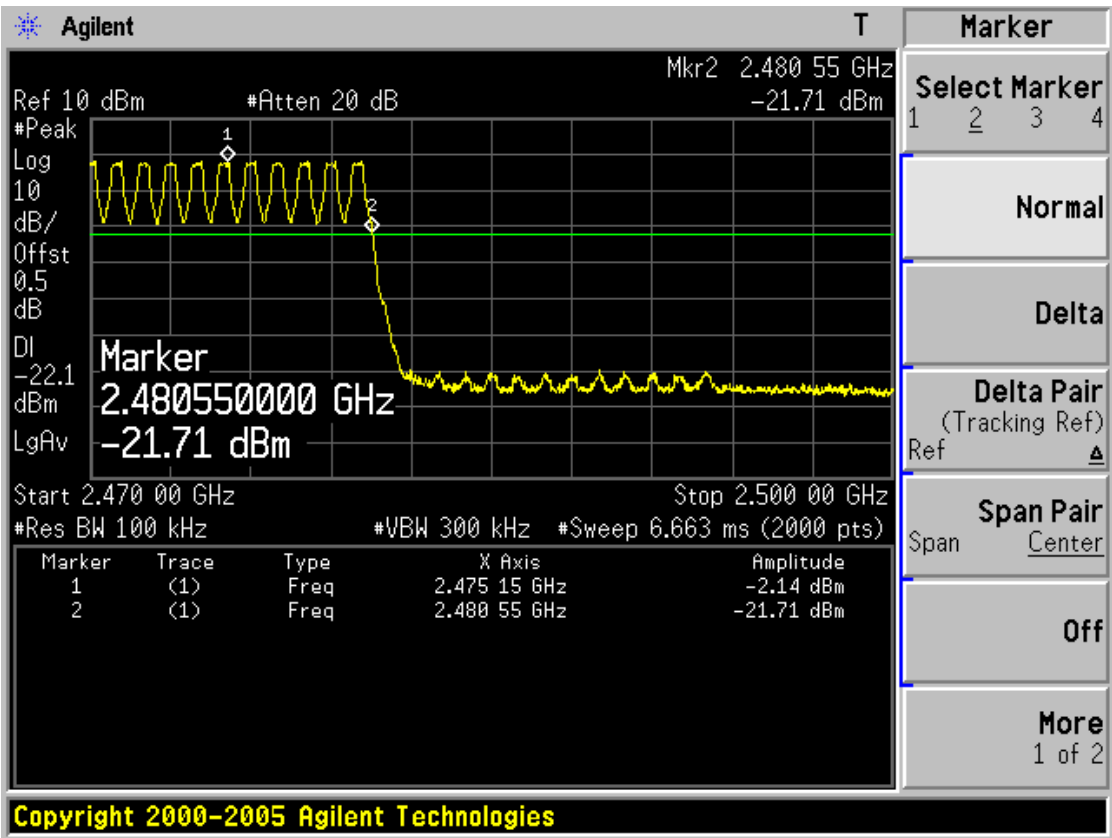 Agilent T
Marker
Mkr2 2.480 55 GHz
Ref 10 dBm #Atten 20 dB -21.71 dBm
#Peak
Log
10
dB/
Offst
0.5
dB
DI
-22.1
dBm
LgAv
1
2
Marker
2.480550000 GHz
-21.71 dBm
Start 2.470 00 GHz Stop 2.500 00 GHz
#Res BW 100 kHz #VBW 300 kHz #Sweep 6.663 ms (2000 pts)
Marker Trace Type X Axis Amplitude
1 (1) Freq 2.475 15 GHz -2.14 dBm
2 (1) Freq 2.480 55 GHz -21.71 dBm
Select Marker
1 2 3 4
Normal
Delta
Delta Pair
(Tracking Ref)
Ref Δ
Span Pair
Span Center
Off
More
1 of 2
Copyright 2000-2005 Agilent Technologies